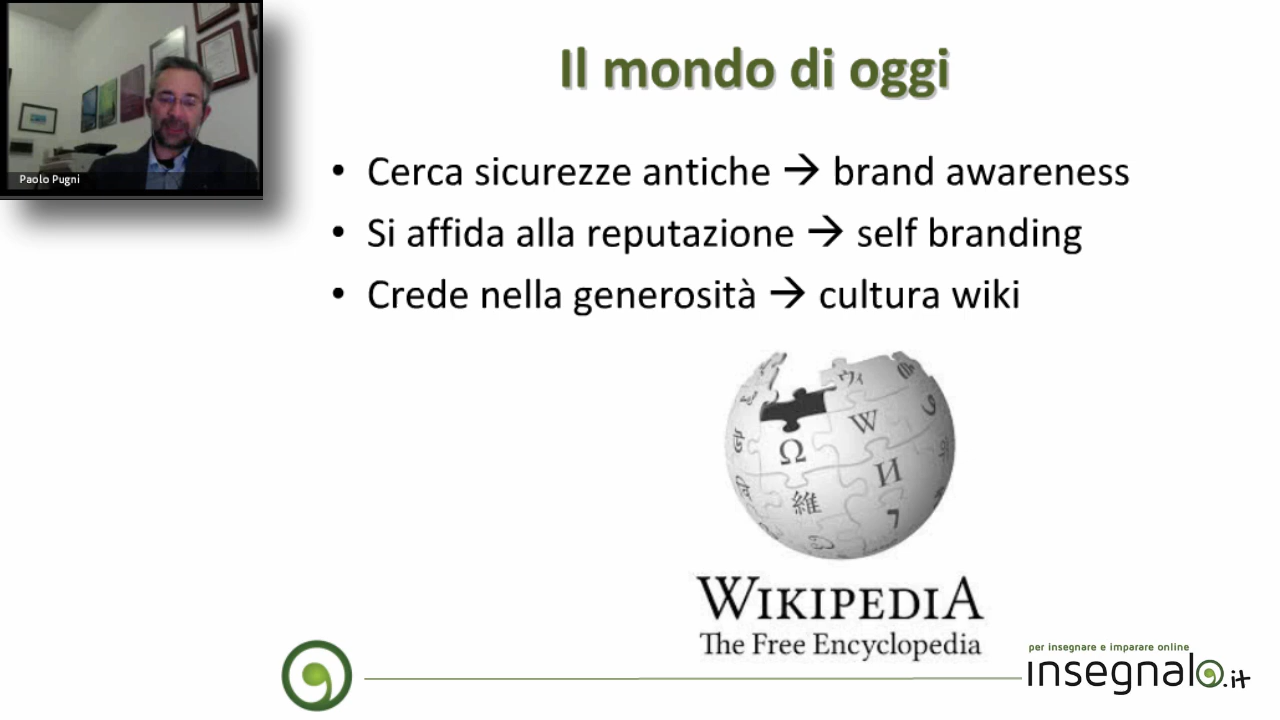 Paolo Pugni
Il mondo di oggi
• Cerca sicurezze antiche → brand awareness
• Si affida alla reputazione → self branding
• Crede nella generosità → cultura wiki
Ω W И
維
WIKIPEDIA
The Free Encyclopedia
per insegnare e imparare online
insegnalo.it